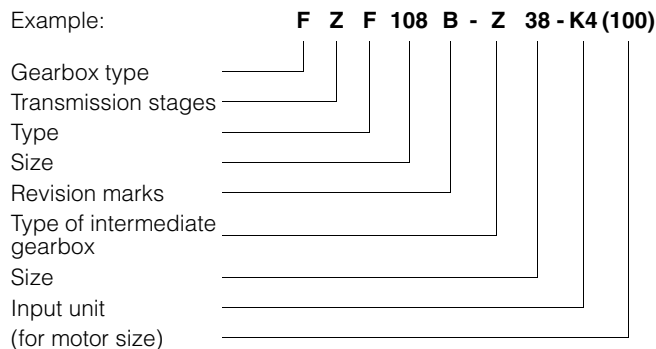 Example: F Z F 108 B - Z 38 - K4 (100)
Gearbox type
Transmission stages
Type
Size
Revision marks
Type of intermediate
gearbox
Size
Input unit
(for motor size)